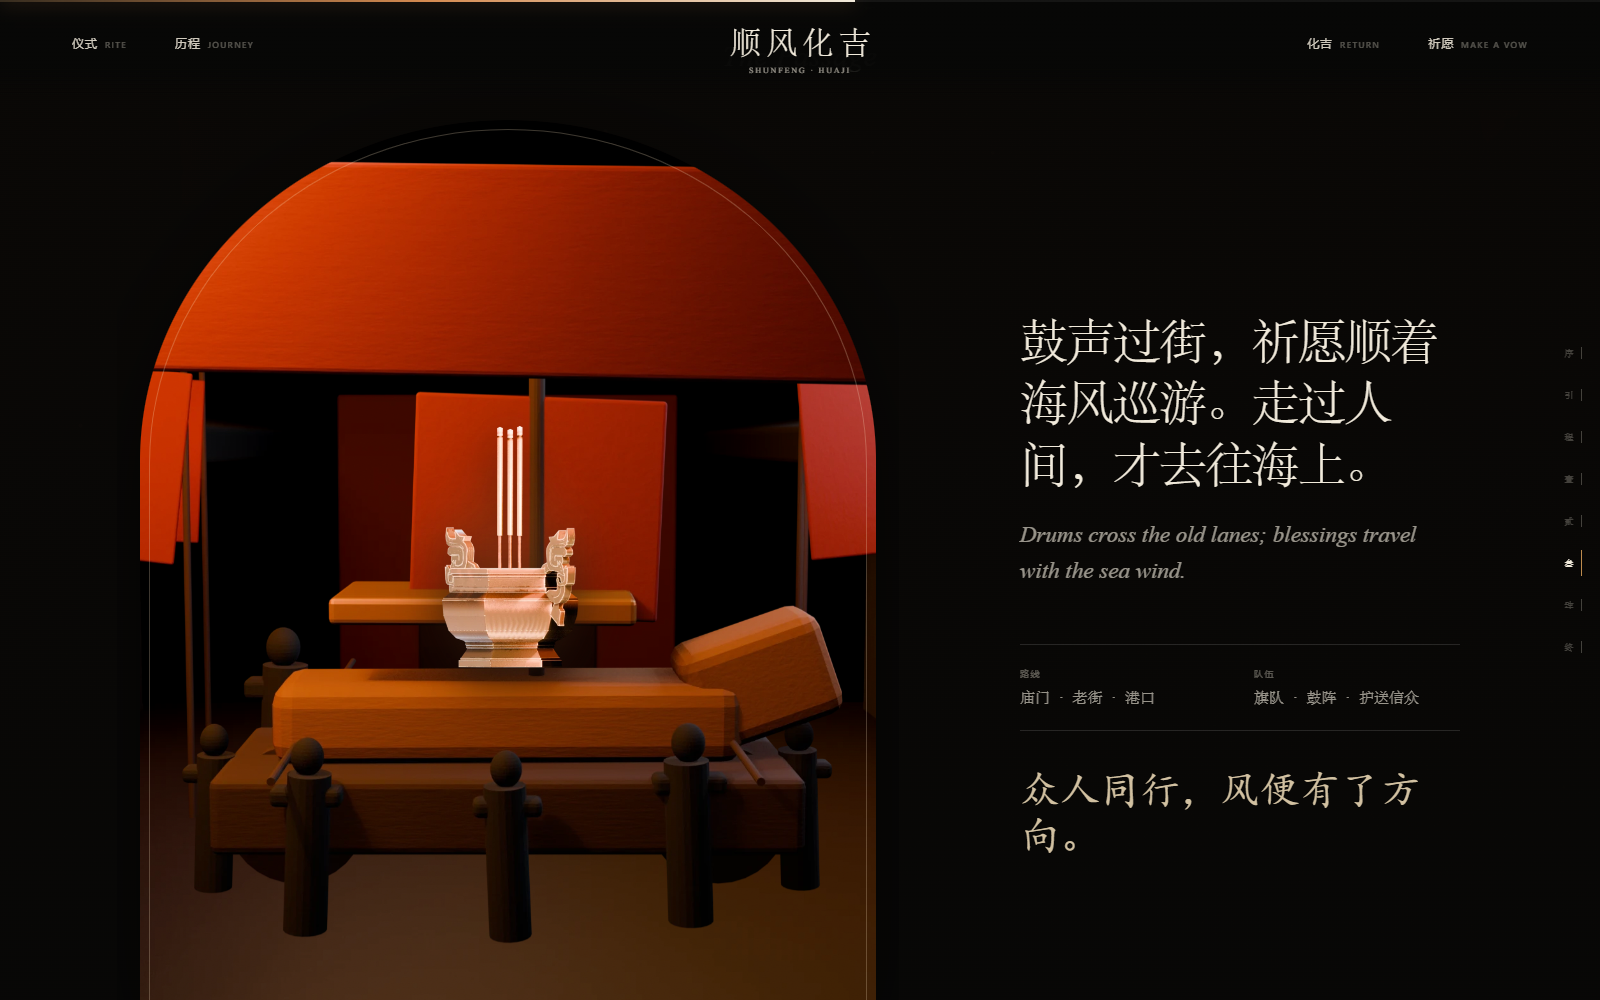 仪式 RITE
历程 JOURNEY
顺风化吉
SHUNFENG · HUAJI
化吉 RETURN
祈愿 MAKE A VOW
鼓声过街，祈愿顺着
海风巡游。走过人
间，才去往海上。
Drums cross the old lanes; blessings travel
with the sea wind.
路线
庙门 · 老街 · 港口
队伍
旗队 · 鼓阵 · 护送信众
众人同行，风便有了方
向。
序
引
壹
贰
叁
终